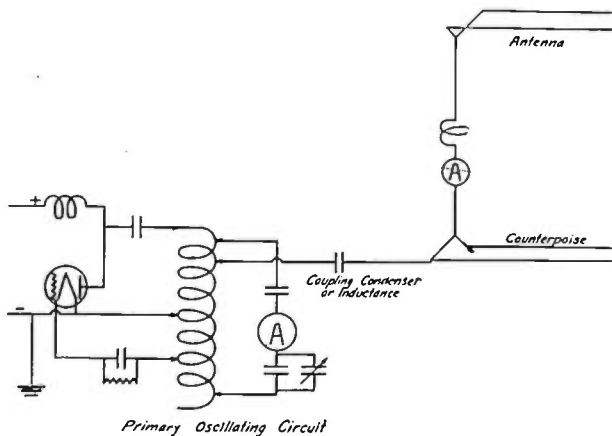 Antenna
A
+
Counterpoise
Coupling Condenser
or Inductance
A
-
Primary Oscillating Circuit